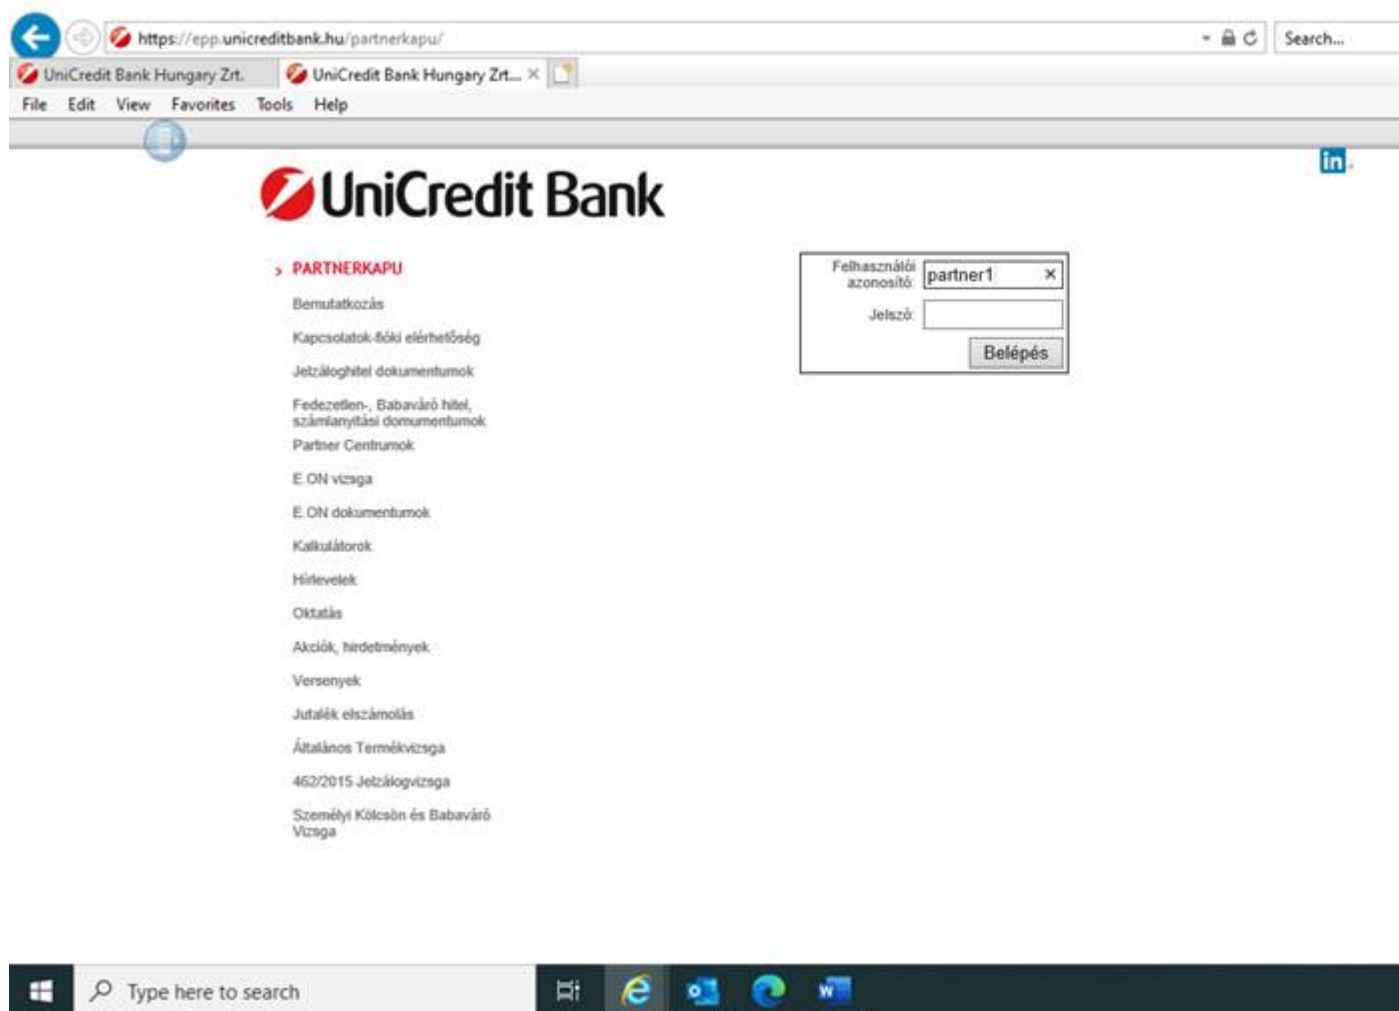 https://epp.unicreditbank.hu/partnerkapu/
Search...
UniCredit Bank Hungary Zrt.
UniCredit Bank Hungary Zrt...
File Edit View Favorites Tools Help
in
UniCredit Bank
PARTNERKAPU
Felhasználói
azonosító:
partner1
Bemutatkozás
Jelszó:
Kapcsolatok-fióki elérhetőség
Belépés
Jelzáloghitel dokumentumok
Fedezetlen-, Babaváró hitel,
számlanyitási domumentumok
Partner Centrumok
E.ON vizsga
E.ON dokumentumok
Kalkulátorok
Hírlevelek
Oktatás
Akciók, hirdetmények
Versenyek
Jutalék elszámolás
Általános Termékvizsga
462/2015 Jelzálogvizsga
Személyi Kölcsön és Babaváró
Vizsga
Type here to search